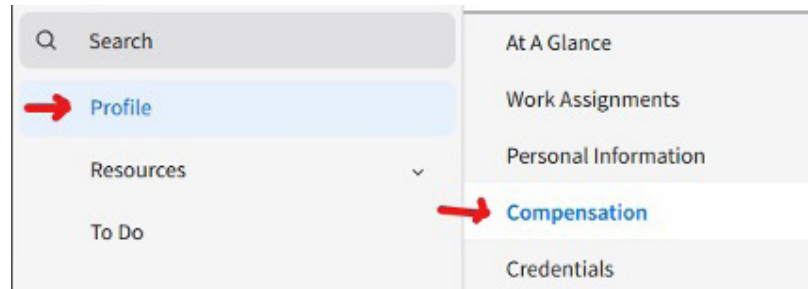 Search
Profile
Resources
To Do
At A Glance
Work Assignments
Personal Information
Compensation
Credentials